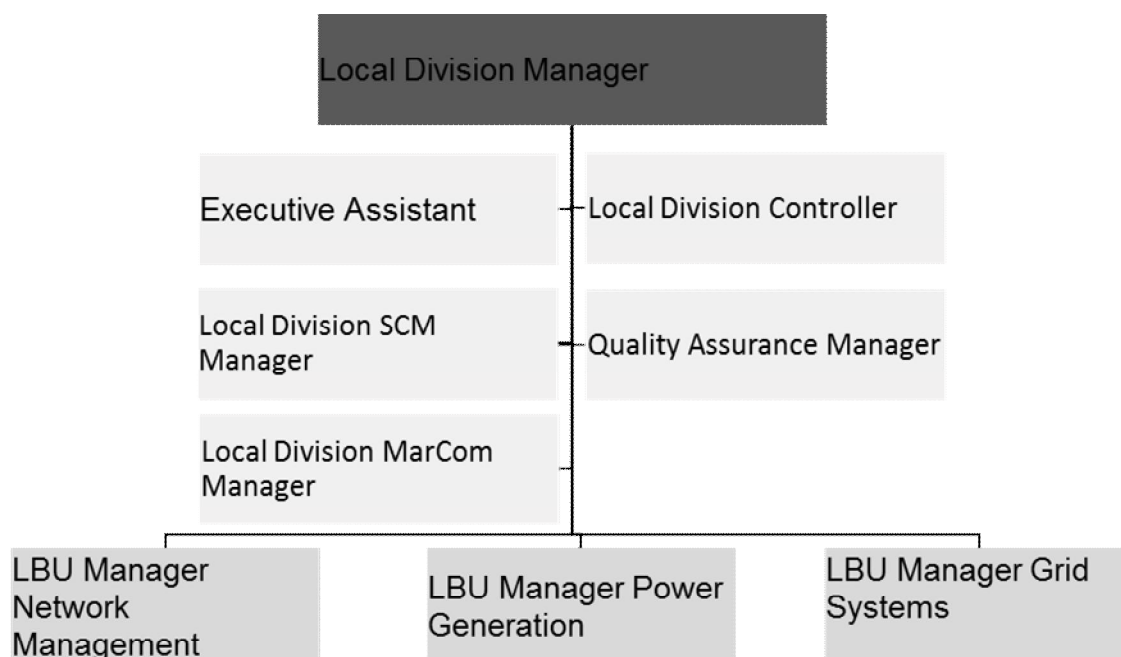 Local Division Manager
Executive Assistant
Local Division Controller
Local Division SCM
Manager
Quality Assurance Manager
Local Division MarCom
Manager
LBU Manager
Network
Management
LBU Manager Power
Generation
LBU Manager Grid
Systems